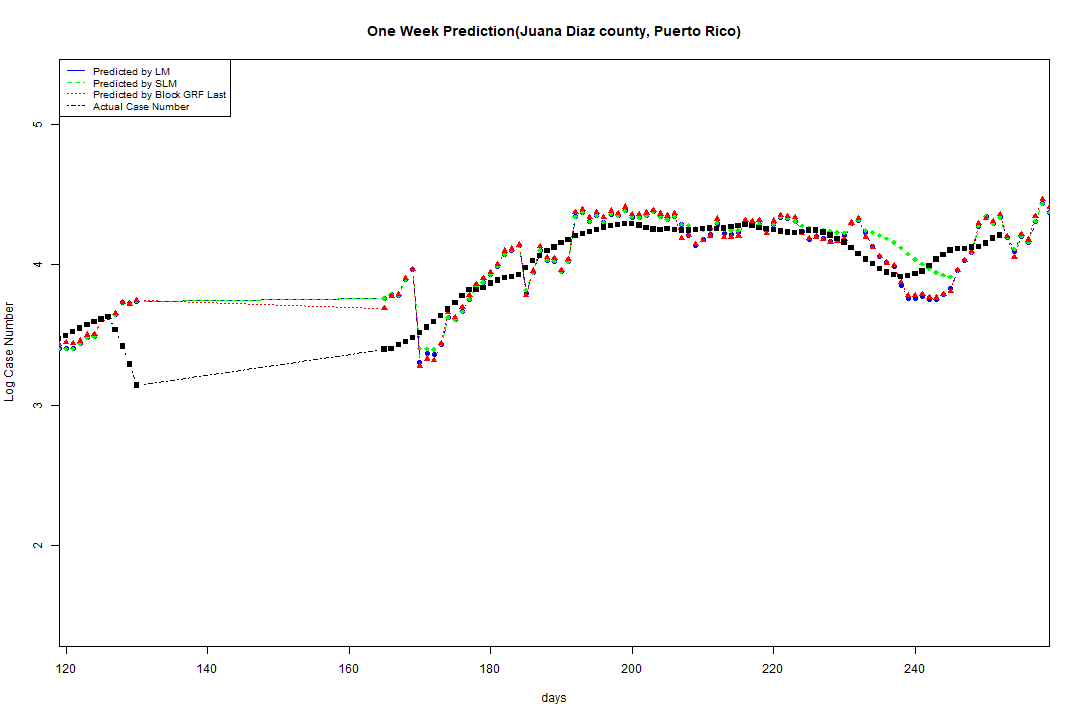 One Week Prediction(Juana Diaz county, Puerto Rico)
Predicted by LM
Predicted by SLM
Predicted by Block GRF Last
Actual Case Number
5
4
3
2
Log Case Number
120 140 160 180 200 220 240
days